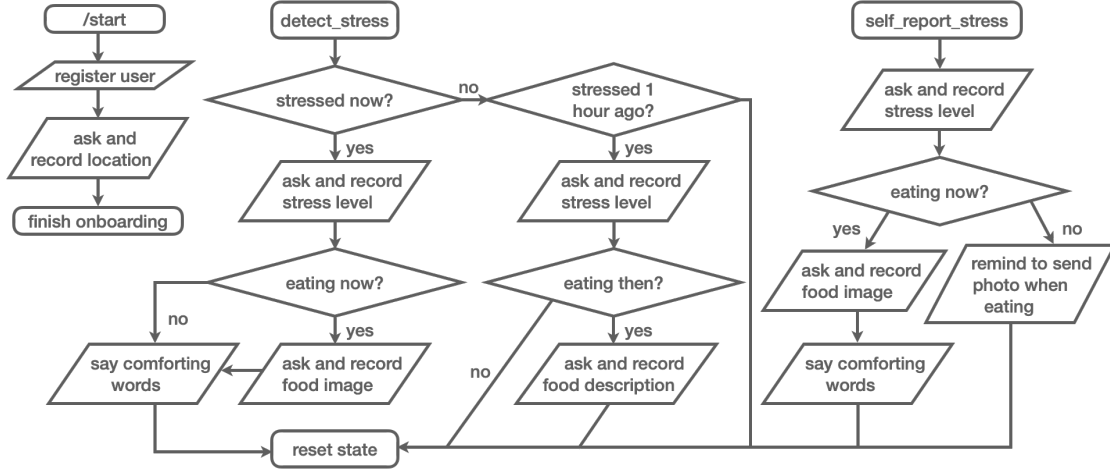 /start
register user
ask and
record location
finish onboarding
detect_stress
stressed now?
no
stressed 1
hour ago?
yes
ask and record
stress level
eating now?
no
yes
say comforting
words
ask and record
food image
yes
ask and record
stress level
eating then?
no
yes
ask and record
food description
reset state
self_report_stress
ask and record
stress level
eating now?
yes
no
ask and record
food image
remind to send
photo when
eating
say comforting
words